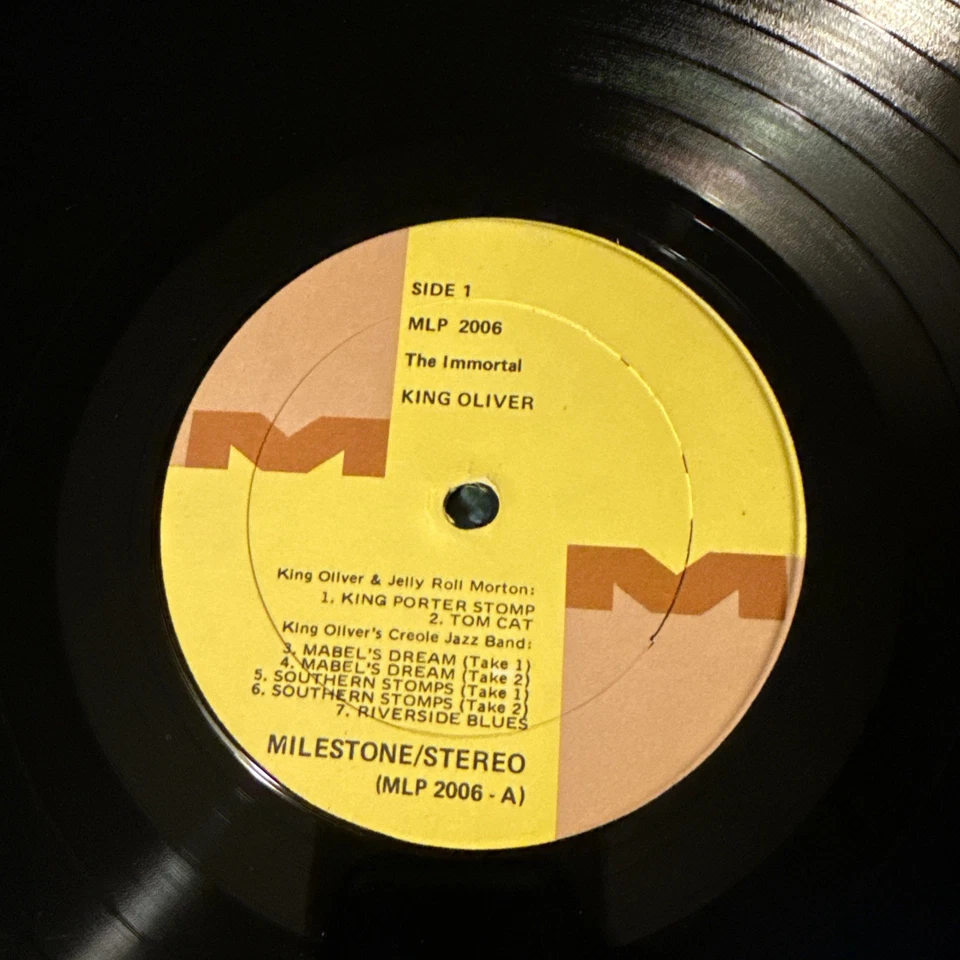 SIDE 1
MLP 2006
The Immortal
KING OLIVER
M
M
King Oliver & Jelly Roll Morton:
1. KING PORTER STOMP
2. TOM CAT
King Oliver's Creole Jazz Band:
3. MABEL'S DREAM (Take 1)
4. MABEL'S DREAM (Take 2)
5. SOUTHERN STOMPS (Take 1)
6. SOUTHERN STOMPS (Take 2)
7. RIVERSIDE BLUES
MILESTONE/STEREO
(MLP 2006 - A)